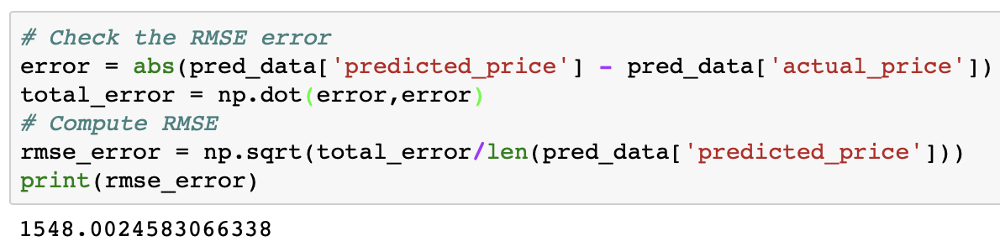 # Check the RMSE error
error = abs(pred_data['predicted_price'] - pred_data['actual_price'])
total_error = np.dot(error,error)
# Compute RMSE
rmse_error = np.sqrt(total_error/len(pred_data['predicted_price']))
print(rmse_error)
1548.0024583066338